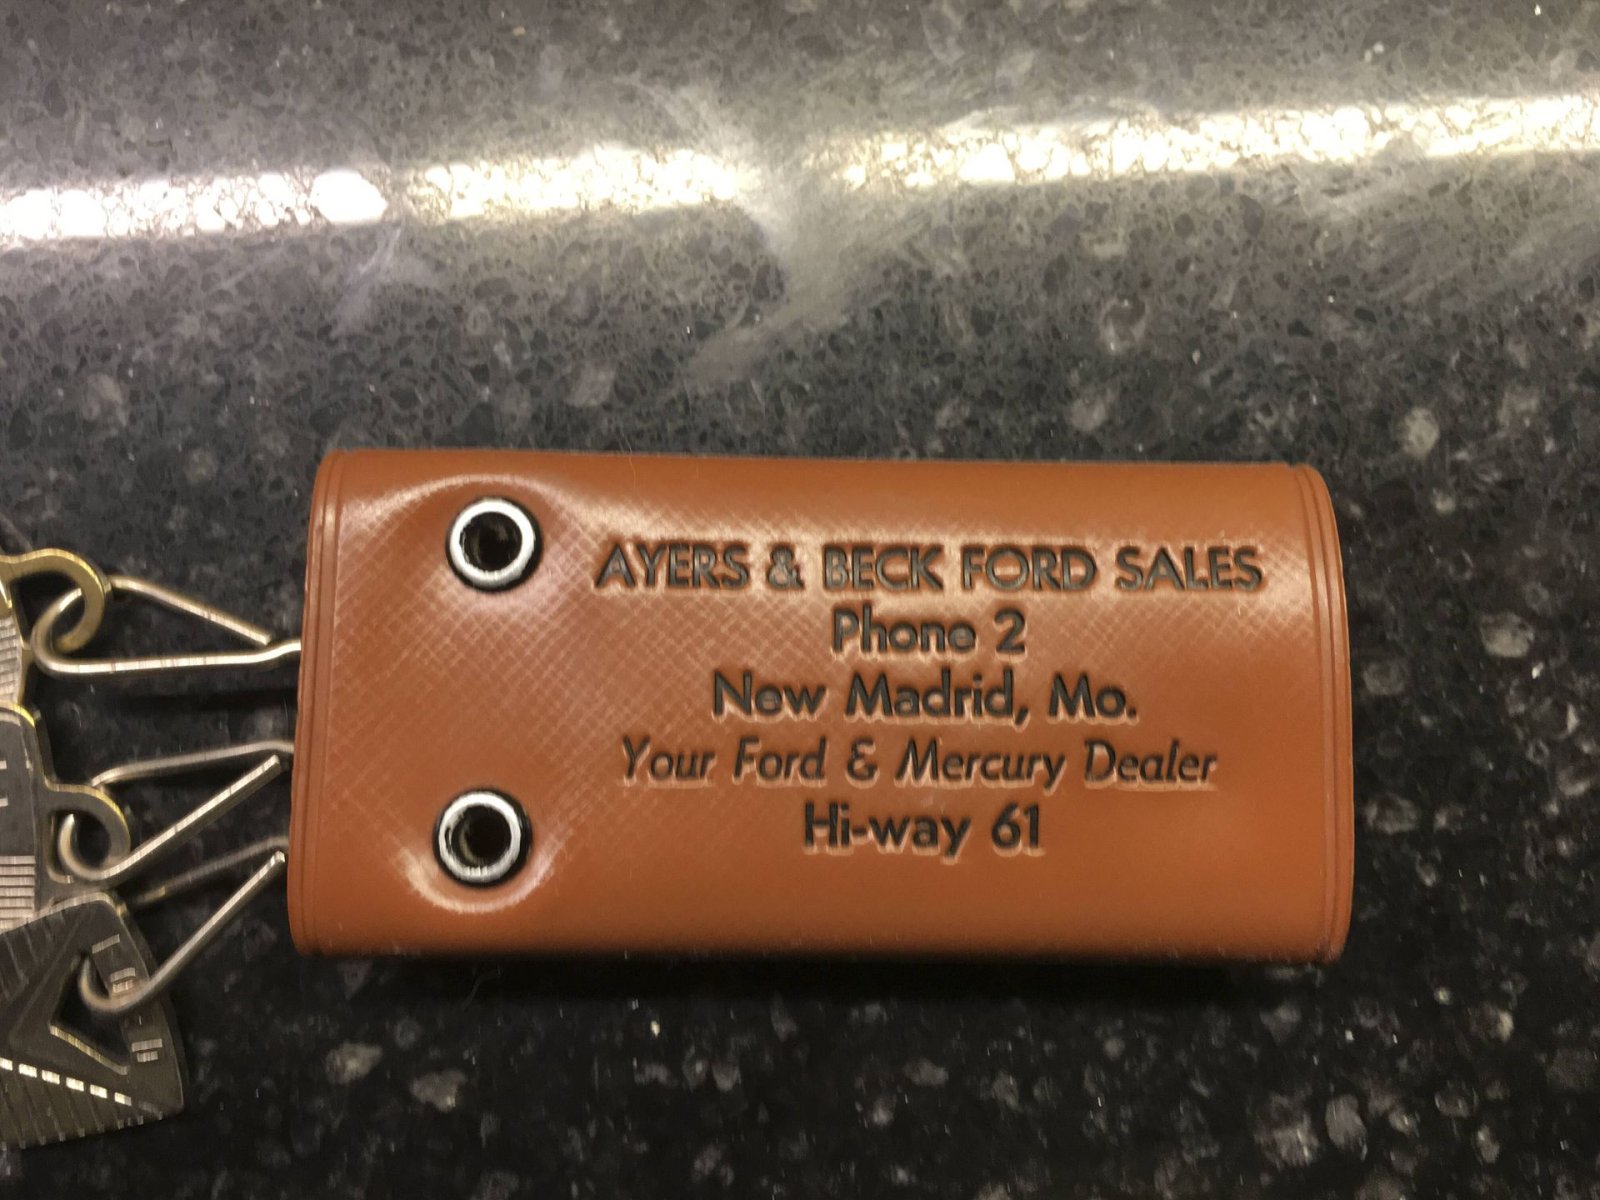 AYERS & BECK FORD SALES
Phone 2
New Madrid, Mo.
Your Ford & Mercury Dealer
Hi-way 61